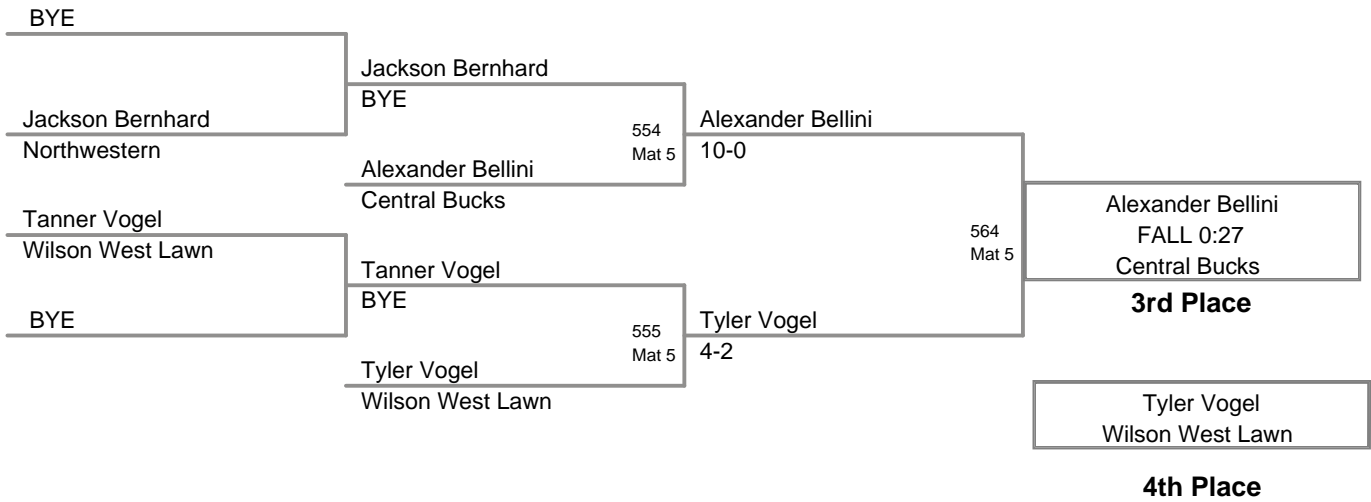 BYE
Jackson Bernhard
BYE
Jackson Bernhard
Northwestern
554
Mat 5
Alexander Bellini
10-0
Alexander Bellini
Central Bucks
Tanner Vogel
Wilson West Lawn
564
Mat 5
Alexander Bellini
FALL 0:27
Central Bucks
3rd Place
Tanner Vogel
BYE
BYE
555
Mat 5
Tyler Vogel
4-2
Tyler Vogel
Wilson West Lawn
Tyler Vogel
Wilson West Lawn
4th Place